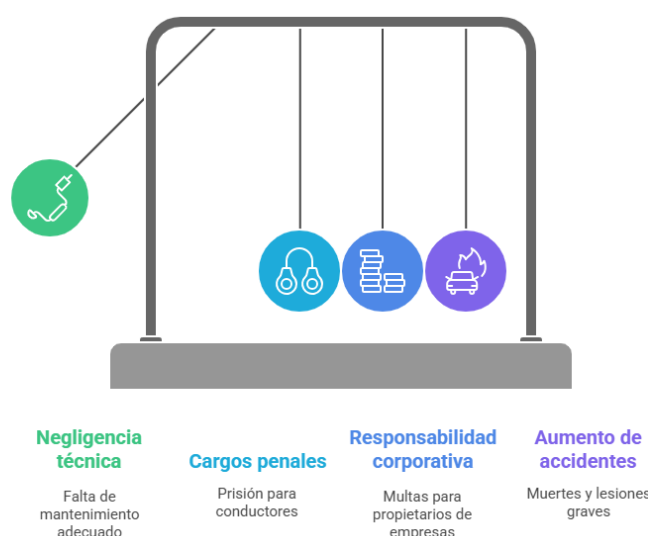 Negligencia
técnica
Falta de
mantenimiento
adecuado
Cargos penales
Prisión para
conductores
Responsabilidad
corporativa
Multas para
propietarios de
empresas
Aumento de
accidentes
Muertes y lesiones
graves